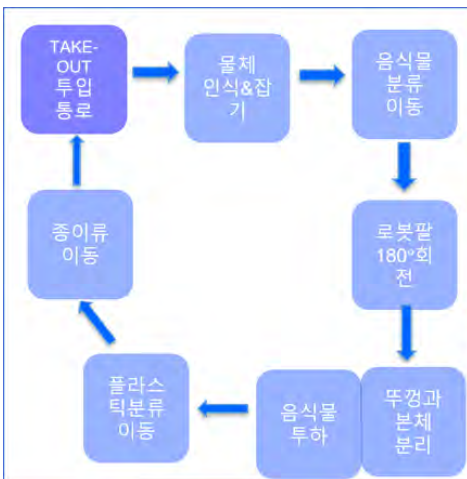 TAKE-
OUT
투입
통로
물체
인식&잡
기
음식물
분류
이동
로봇팔
180°회
전
뚜껑과
본체
분리
음식물
투하
플라스
틱분류
이동
종이류
이동